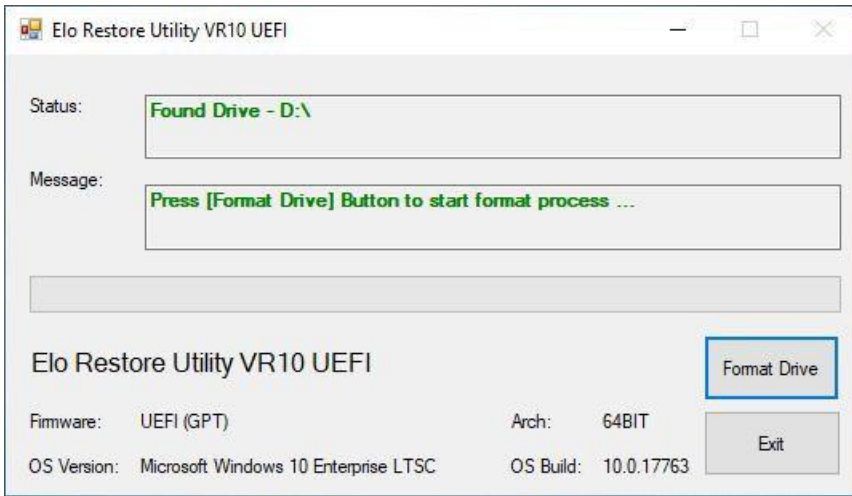 Elo Restore Utility VR10 UEFI
Status:
Found Drive - D:\
Message:
Press [Format Drive] Button to start format process ...
Elo Restore Utility VR10 UEFI
Format Drive
Firmware: UEFI (GPT) Arch: 64BIT
Exit
OS Version: Microsoft Windows 10 Enterprise LTSC OS Build: 10.0.17763